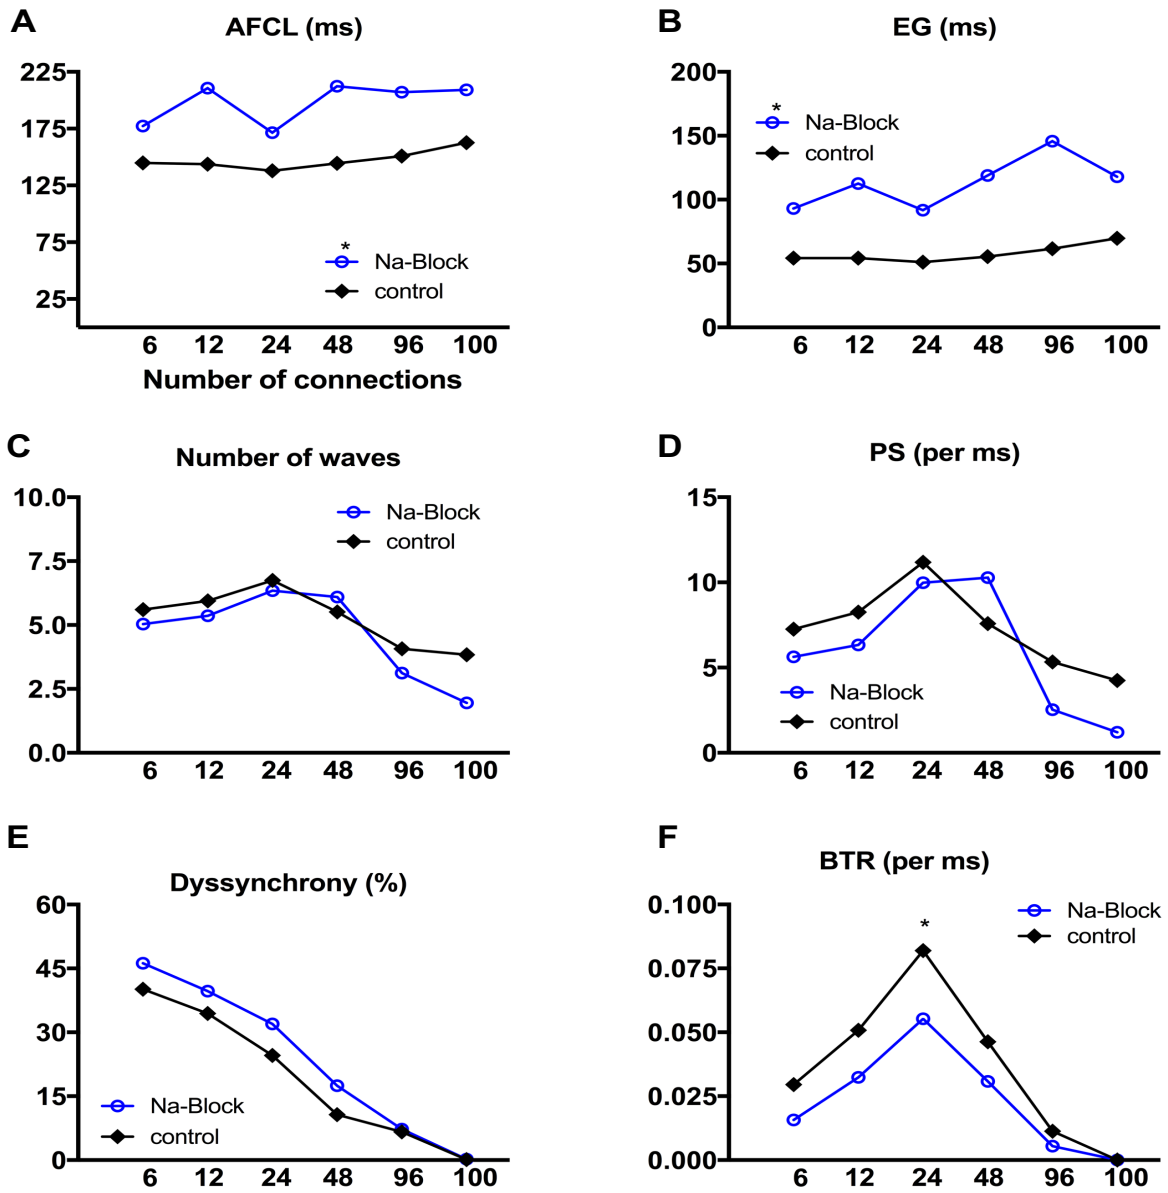 A
AFCL (ms)
225
175
125
75
25
*
Na-Block
control
6 12 24 48 96 100
Number of connections
B
EG (ms)
200
150
100
50
0
*
Na-Block
control
6 12 24 48 96 100
C
Number of waves
10.0
7.5
5.0
2.5
0.0
Na-Block
control
6 12 24 48 96 100
D
PS (per ms)
15
10
5
0
Na-Block
control
6 12 24 48 96 100
E
Dyssynchrony (%)
60
45
30
15
0
Na-Block
control
6 12 24 48 96 100
F
BTR (per ms)
0.100
0.075
0.050
0.025
0.000
*
Na-Block
control
6 12 24 48 96 100